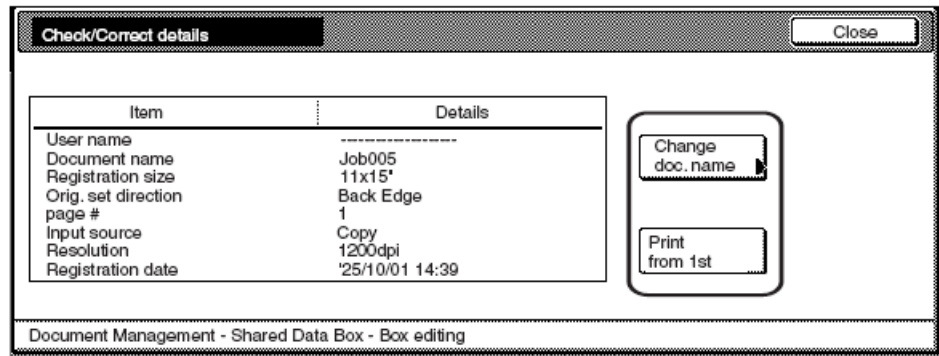 Check/Correct details
Close
Item Details
User name --------------------
Document name Job005
Registration size 11x15"
Orig. set direction Back Edge
page # 1
Input source Copy
Resolution 1200dpi
Registration date '25/10/01 14:39
Change
doc. name
Print
from 1st
Document Management - Shared Data Box - Box editing